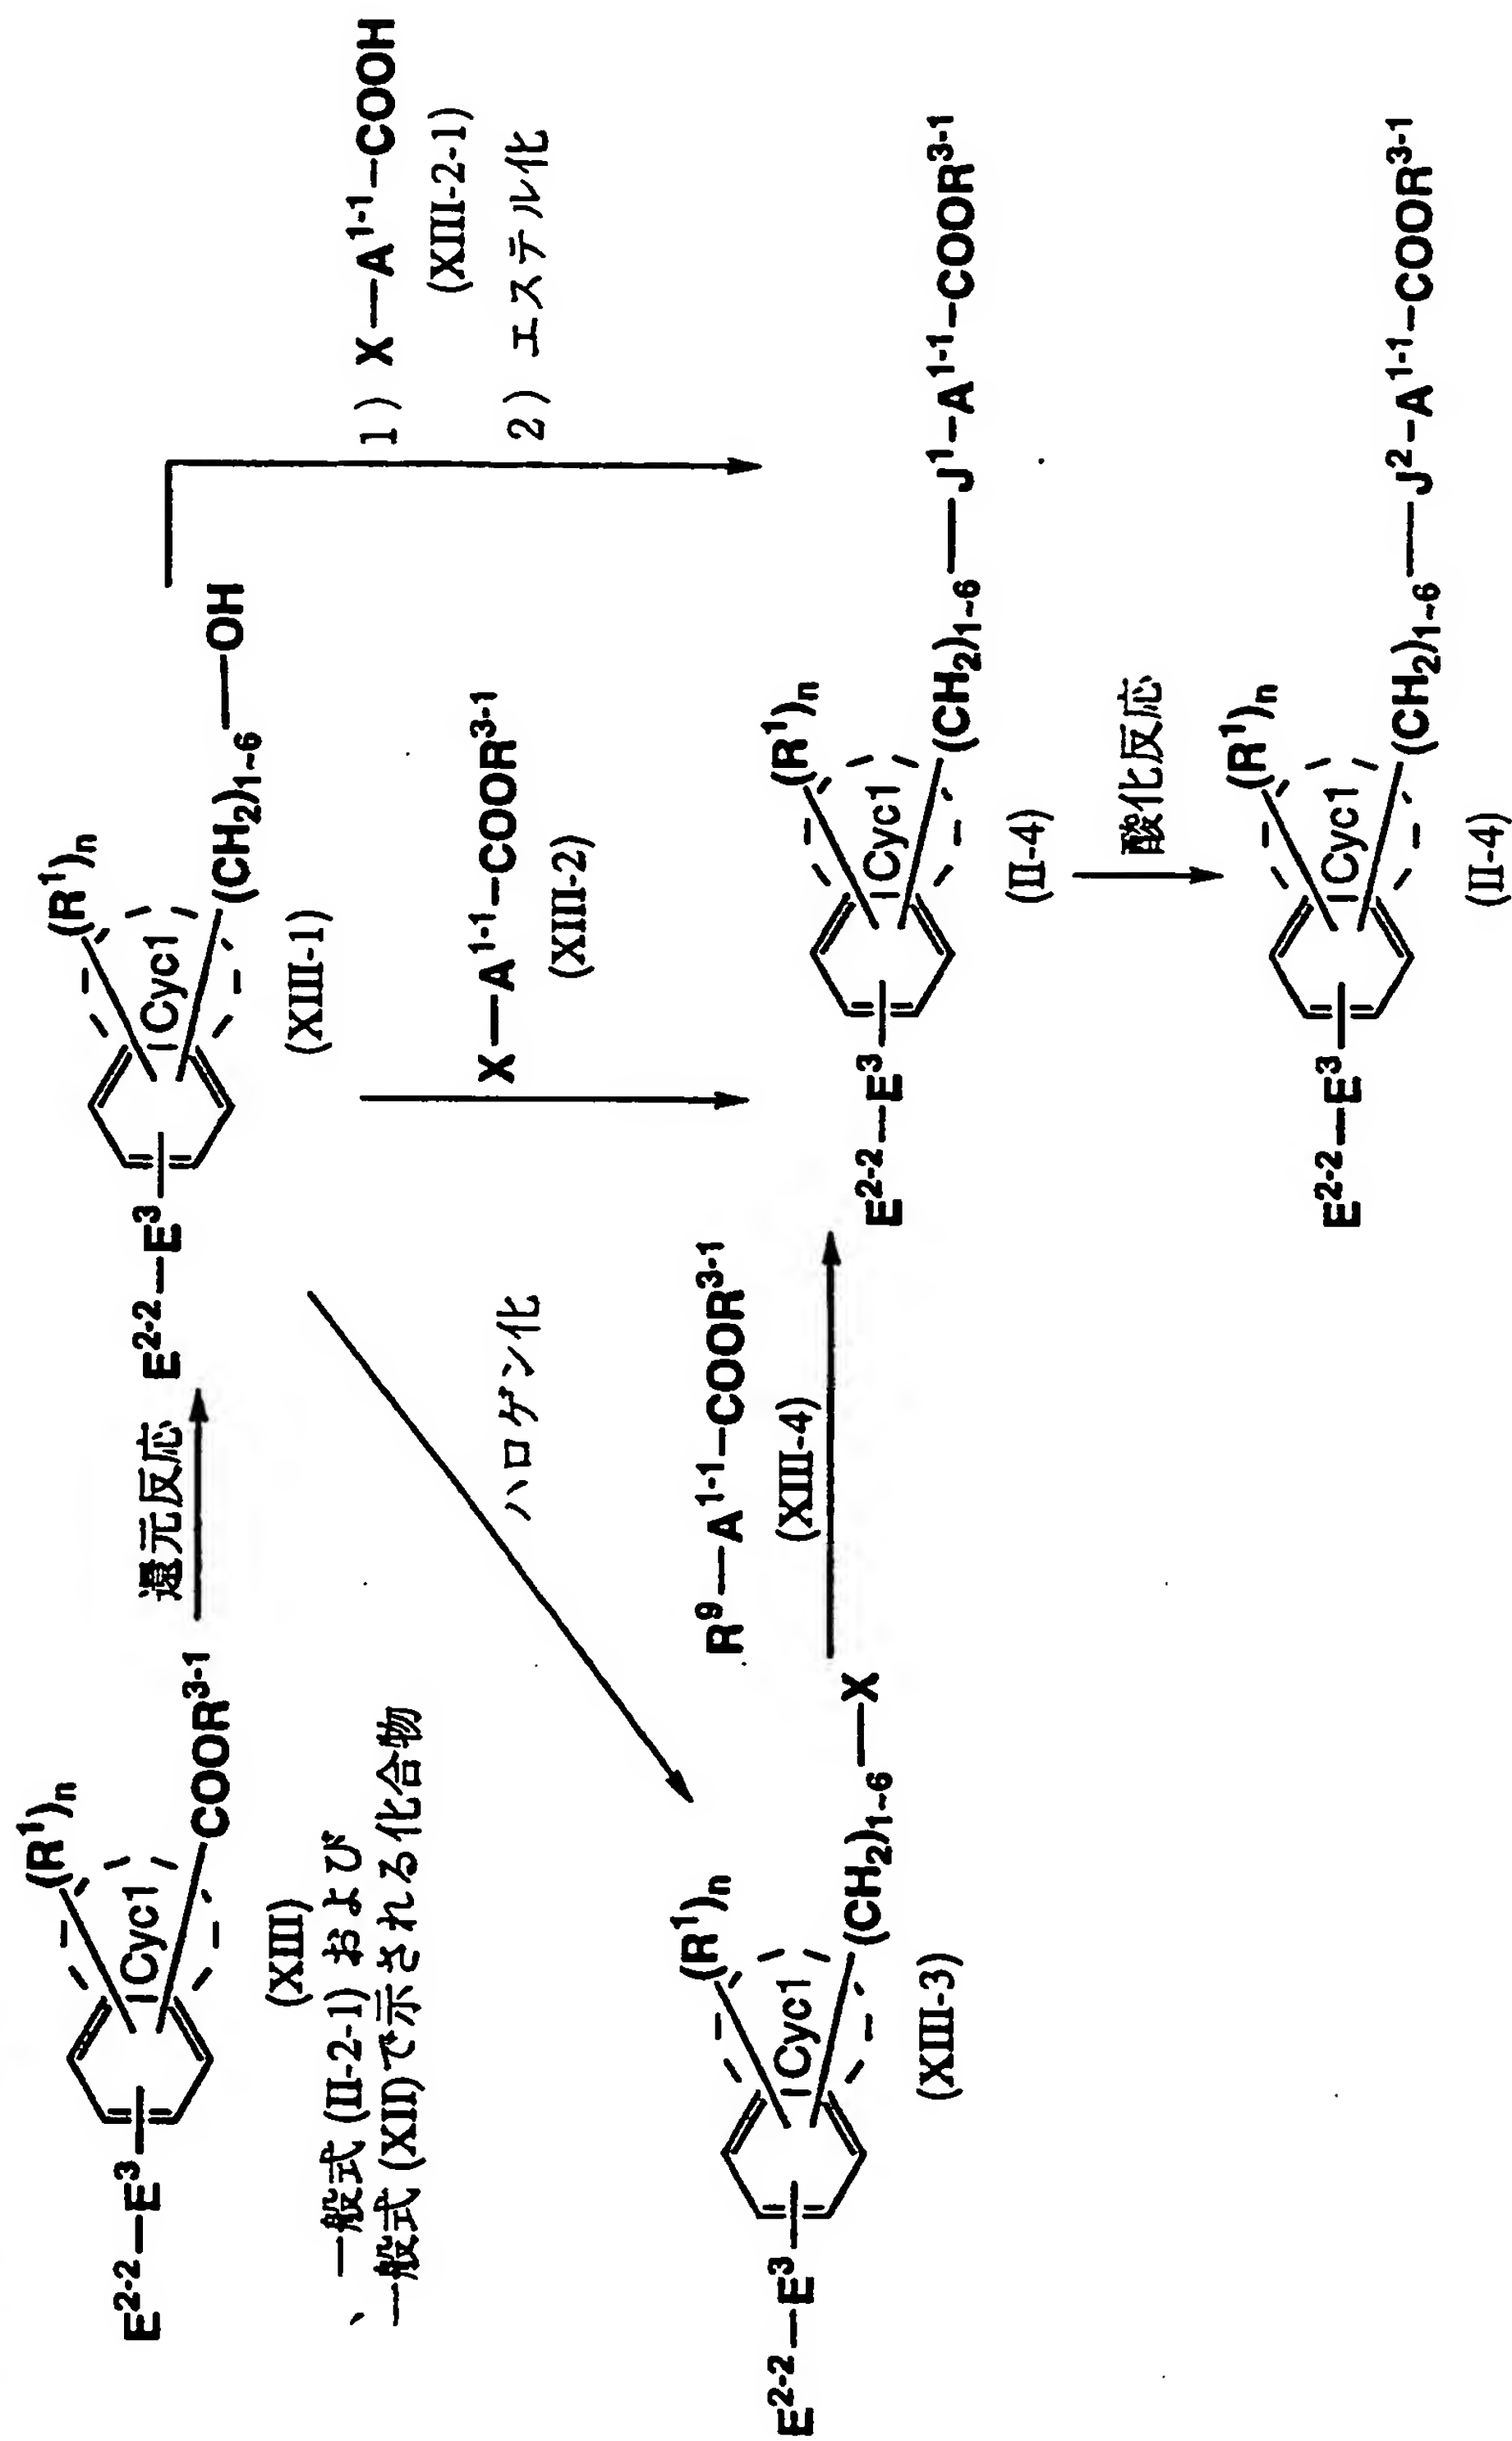 (R¹)n
Cyc1
E²⁻²—E³
COOR³⁻¹
(XIII)
、一般式 (II-2-1) および
一般式 (XII) で示される化合物
還元反応
(R¹)n
Cyc1
E²⁻²—E³
(CH₂)₁~₆—OH
(XIII-1)
1) X—A¹⁻¹—COOH
(XIII-2-1)
2) エステル化
X—A¹⁻¹—COOR³⁻¹
(XIII-2)
ハロゲン化
(R¹)n
Cyc1
E²⁻²—E³
(CH₂)₁~₆—X
(XIII-3)
R⁹—A¹⁻¹—COOR³⁻¹
(XIII-4)
(R¹)n
Cyc1
E²⁻²—E³
(CH₂)₁~₆—J¹—A¹⁻¹—COOR³⁻¹
(II-4)
酸化反応
(R¹)n
Cyc1
E²⁻²—E³
(CH₂)₁~₆—J²—A¹⁻¹—COOR³⁻¹
(II-4)